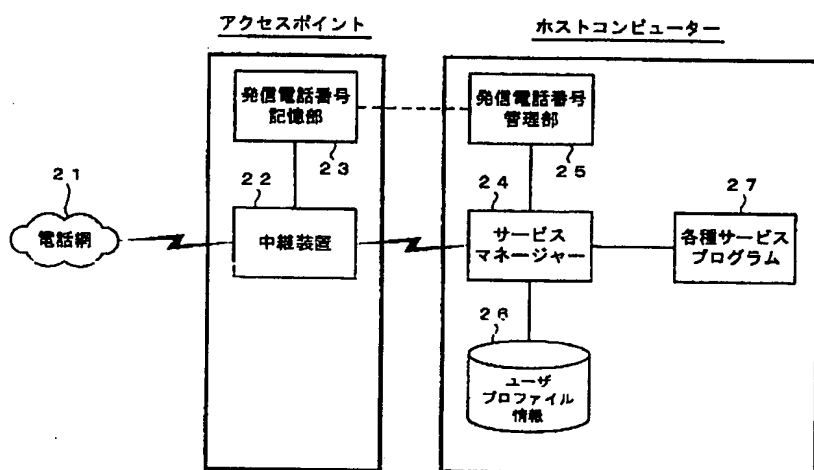 アクセスポイント
ホストコンピューター
発信電話番号
記憶部
発信電話番号
管理部
23
25
21
22
24
27
電話網
中継装置
サービス
マネージャー
各種サービス
プログラム
26
ユーザ
プロファイル
情報